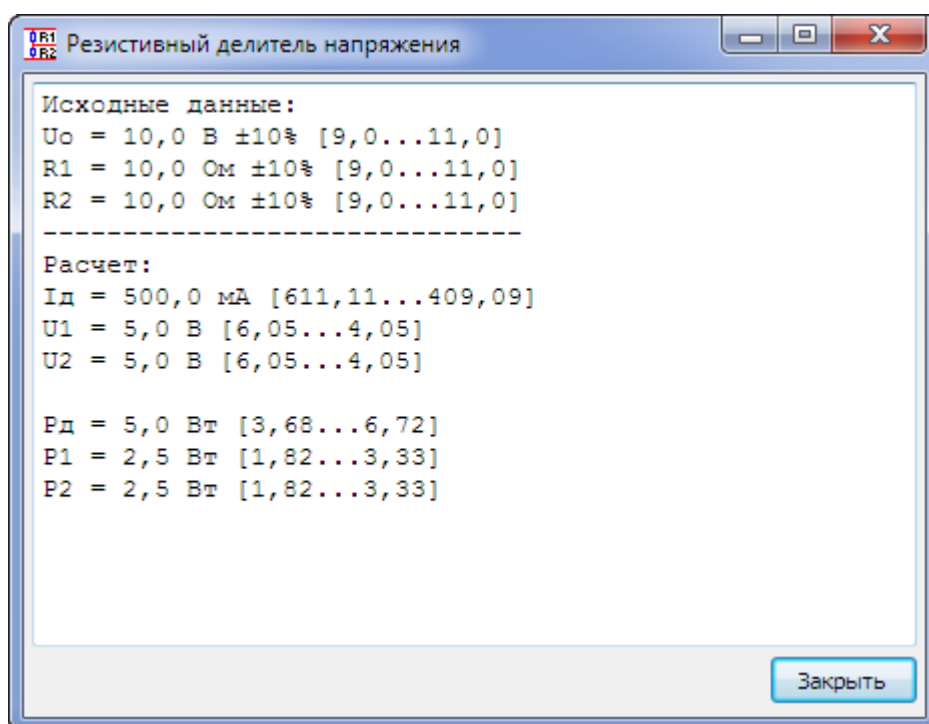 R1
R2
Резистивный делитель напряжения
Исходные данные:
Uо = 10,0 В ±10% [9,0...11,0]
R1 = 10,0 Ом ±10% [9,0...11,0]
R2 = 10,0 Ом ±10% [9,0...11,0]
------------------------------
Расчет:
Iд = 500,0 мА [611,11...409,09]
U1 = 5,0 В [6,05...4,05]
U2 = 5,0 В [6,05...4,05]
Pд = 5,0 Вт [3,68...6,72]
P1 = 2,5 Вт [1,82...3,33]
P2 = 2,5 Вт [1,82...3,33]
Закрыть